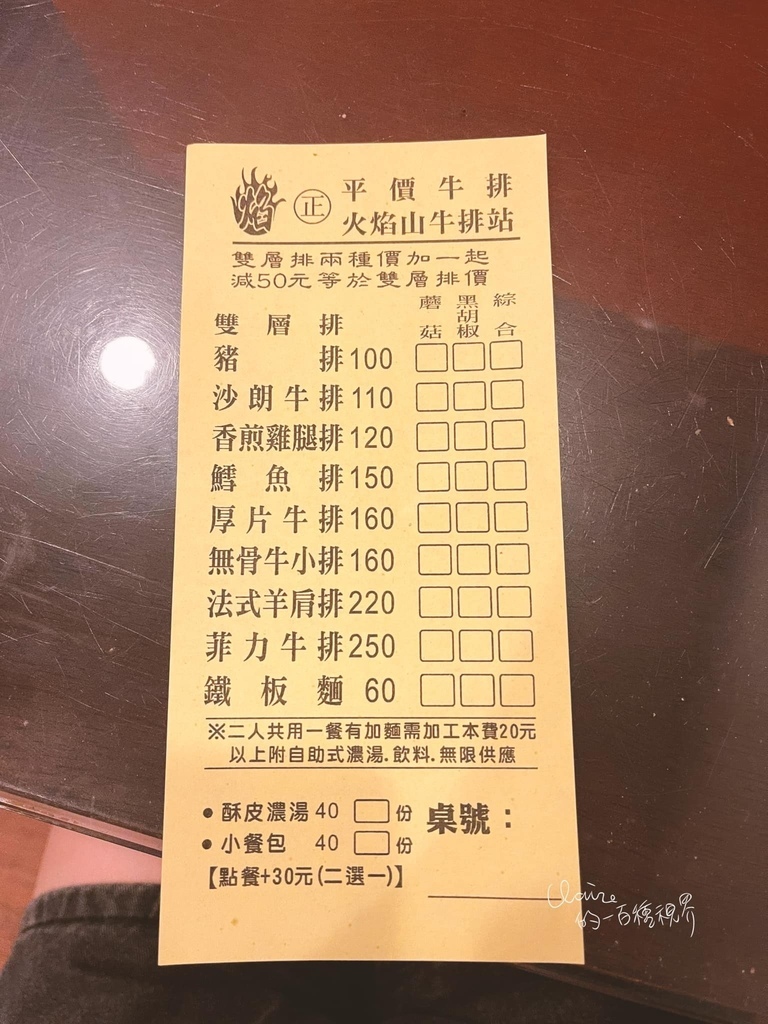 焰 正 平價牛排
火焰山牛排站
雙層排兩種價加一起
減50元等於雙層排價
雙層排 蘑菇 黑胡椒 綜合
豬排100
沙朗牛排110
香煎雞腿排120
鱈魚排150
厚片牛排160
無骨牛小排160
法式羊肩排220
菲力牛排250
鐵板麵 60
※二人共用一餐有加麵需加工本費20元
以上附自助式濃湯.飲料.無限供應
● 酥皮濃湯 40 份
● 小餐包 40 份
桌號：
【點餐+30元(二選一)】
Claire
的一百種視界